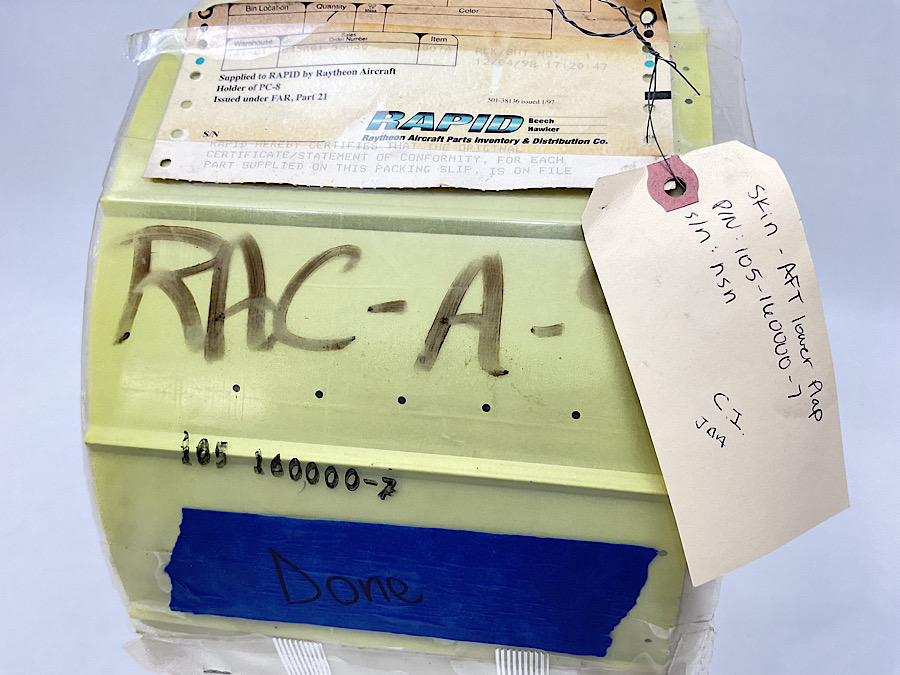 Bin Location Quantity Color
Warehouse Sales Order Number Item
12/04/98 17:20:47
Supplied to RAPID by Raytheon Aircraft
Holder of PC-8
Issued under FAR, Part 21
501-38136 issued 1/97
RAPID Beech Hawker
Raytheon Aircraft Parts Inventory & Distribution Co.
S/N
RAPID HEREBY CERTIFIES THAT THE ORIGINAL
CERTIFICATE/STATEMENT OF CONFORMITY, FOR EACH
PART SUPPLIED ON THIS PACKING SLIP, IS ON FILE
RAC-A-
105 160000-7
Done
Skin - AFT lower Flap
P/N: 105-160000-7
s/n: nsn
C.I.